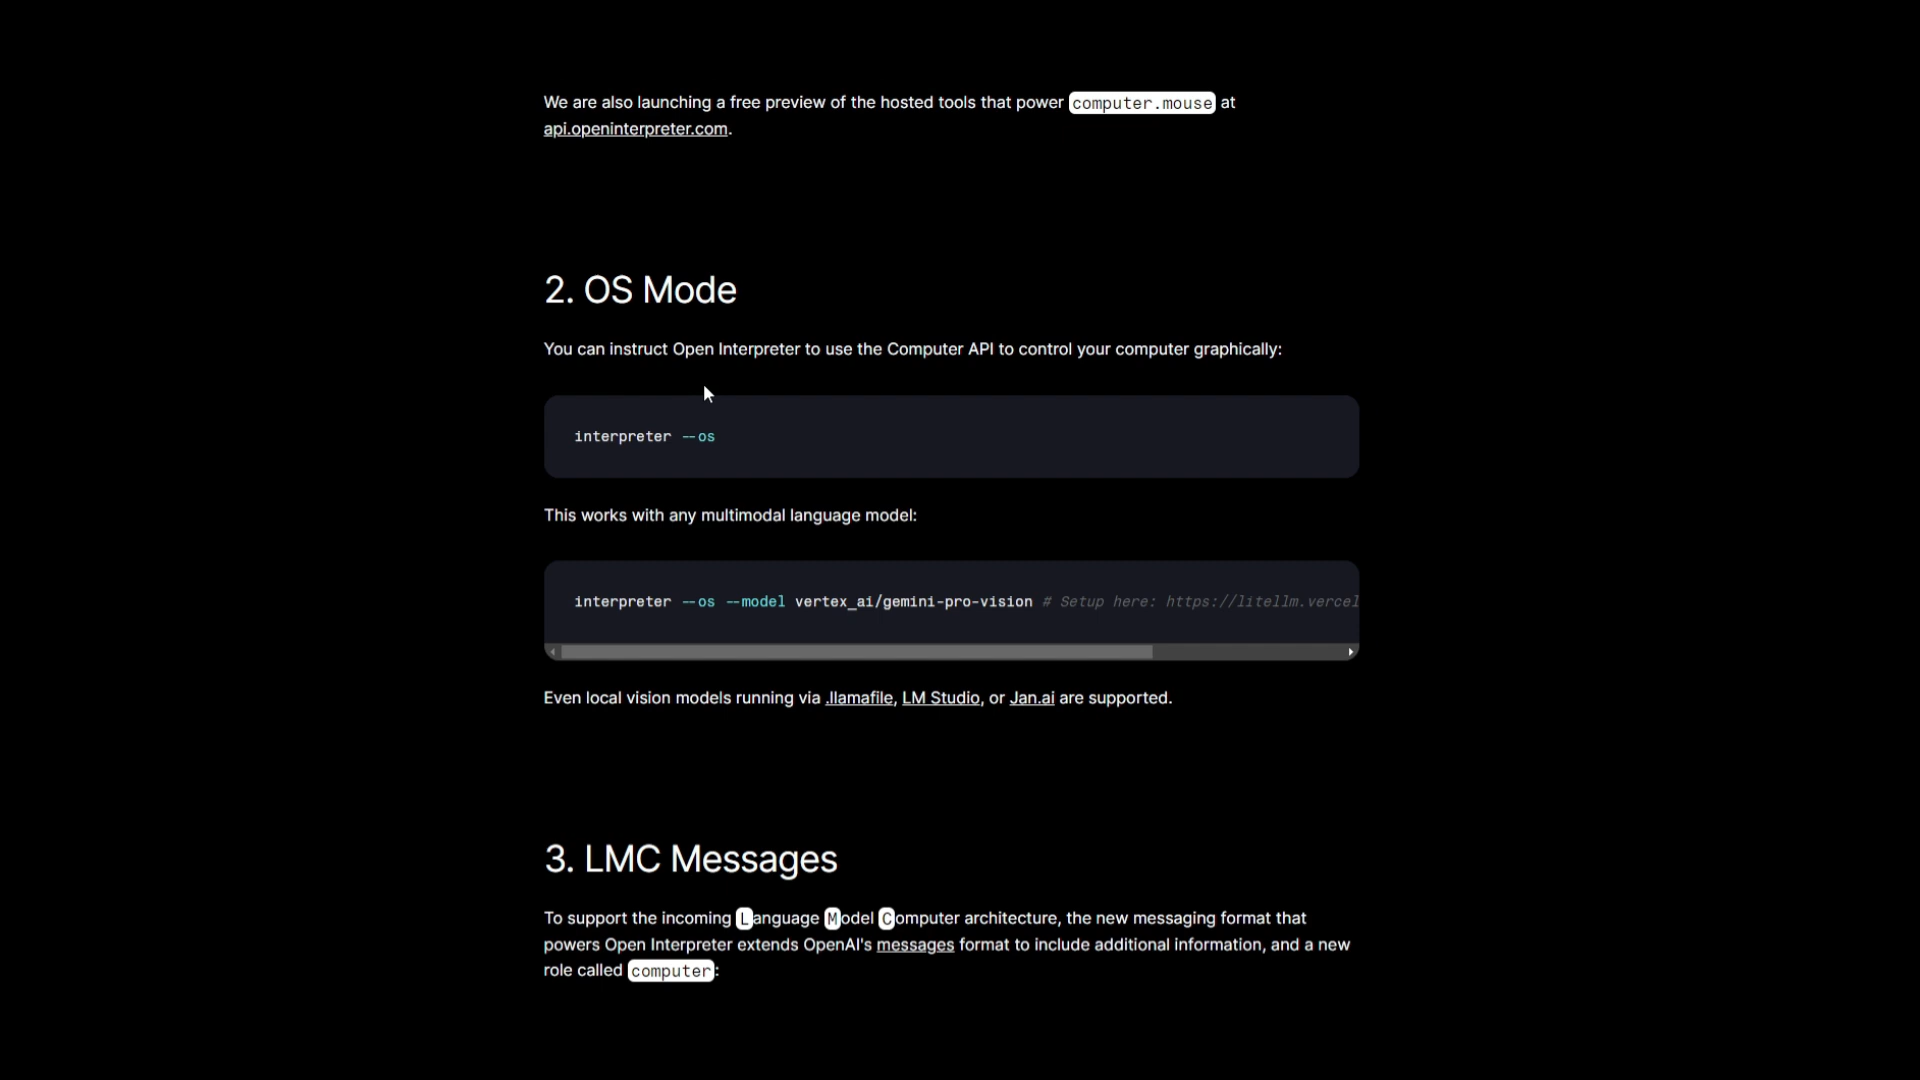 We are also launching a free preview of the hosted tools that power computer.mouse at
api.openinterpreter.com.
2. OS Mode
You can instruct Open Interpreter to use the Computer API to control your computer graphically:
interpreter --os
This works with any multimodal language model:
interpreter --os --model vertex_ai/gemini-pro-vision # Setup here: https://litellm.vercel
Even local vision models running via .llamafile, LM Studio, or Jan.ai are supported.
3. LMC Messages
To support the incoming Language Model Computer architecture, the new messaging format that
powers Open Interpreter extends OpenAI's messages format to include additional information, and a new
role called computer: